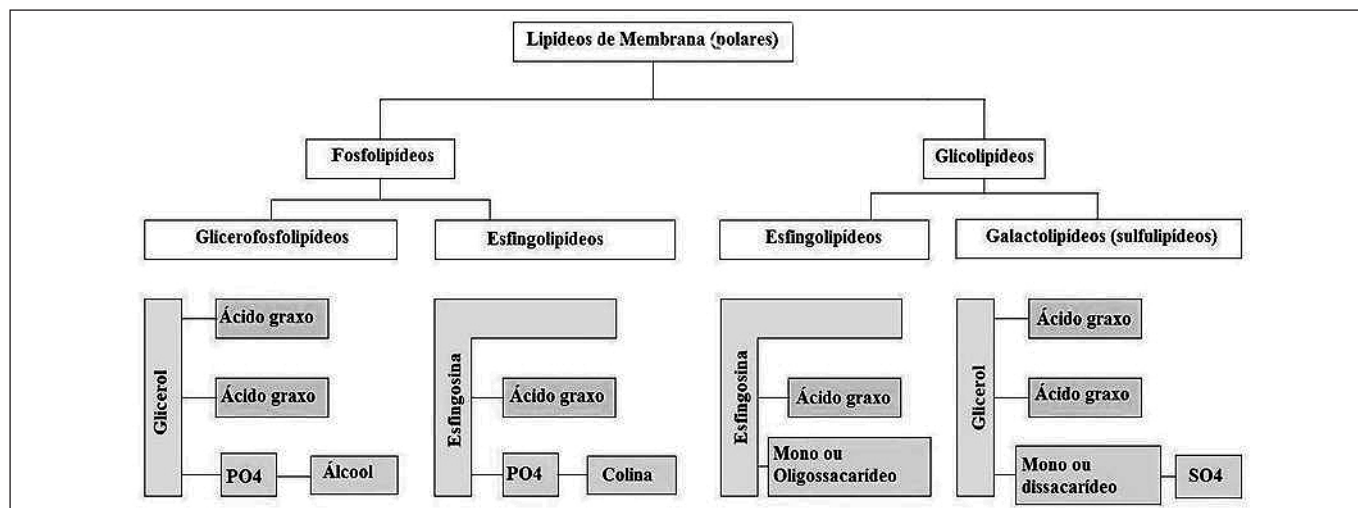 Lipídeos de Membrana (polares)
Fosfolipídeos
Glicolipídeos
Glicerofosfolipídeos
Esfingolipídeos
Esfingolipídeos
Galactolipídeos (sulfulipídeos)
Glicerol
Ácido graxo
Ácido graxo
PO4
Álcool
Esfingosina
Ácido graxo
PO4
Colina
Esfingosina
Ácido graxo
Mono ou
Oligossacarídeo
Glicerol
Ácido graxo
Ácido graxo
Mono ou
dissacarídeo
SO4